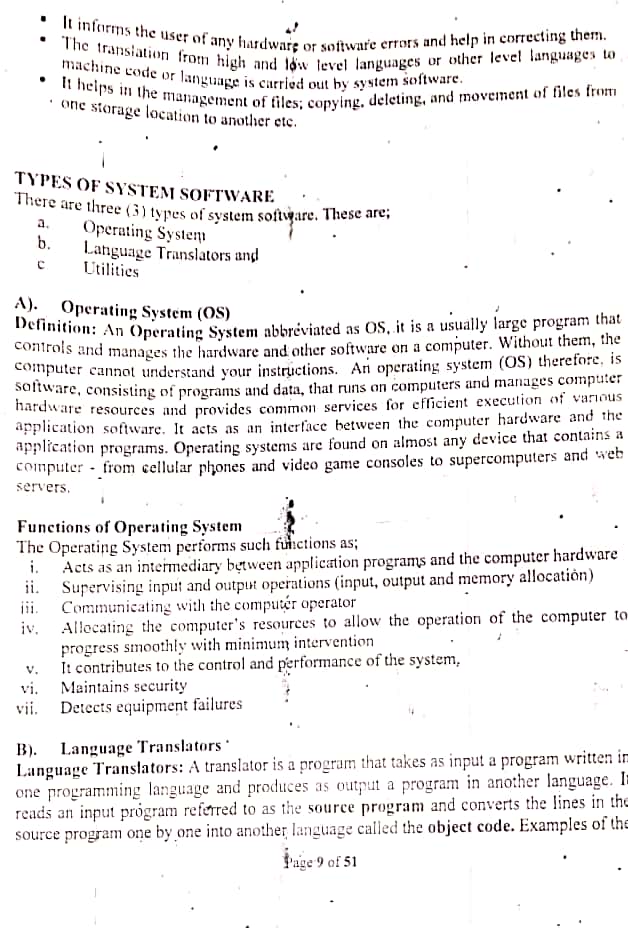 • It informs the user of any hardware or software errors and help in correcting them.
• The translation from high and low level languages or other level languages to
machine code or language is carried out by system software.
• It helps in the management of files; copying, deleting, and movement of files from
one storage location to another etc.
TYPES OF SYSTEM SOFTWARE
There are three (3) types of system software. These are;
a. Operating System
b. Language Translators and
c Utilities
A). Operating System (OS)
Definition: An Operating System abbreviated as OS, it is a usually large program that
controls and manages the hardware and other software on a computer. Without them, the
computer cannot understand your instructions. An operating system (OS) therefore, is
software, consisting of programs and data, that runs on computers and manages computer
hardware resources and provides common services for efficient execution of various
application software. It acts as an interface between the computer hardware and the
application programs. Operating systems are found on almost any device that contains a
computer - from cellular phones and video game consoles to supercomputers and web
servers.
Functions of Operating System
The Operating System performs such functions as;
i. Acts as an intermediary between application programs and the computer hardware
ii. Supervising input and output operations (input, output and memory allocation)
iii. Communicating with the computer operator
iv. Allocating the computer's resources to allow the operation of the computer to
progress smoothly with minimum intervention
v. It contributes to the control and performance of the system,
vi. Maintains security
vii. Detects equipment failures
B). Language Translators
Language Translators: A translator is a program that takes as input a program written in
one programming language and produces as output a program in another language. It
reads an input program referred to as the source program and converts the lines in the
source program one by one into another language called the object code. Examples of the
Page 9 of 51